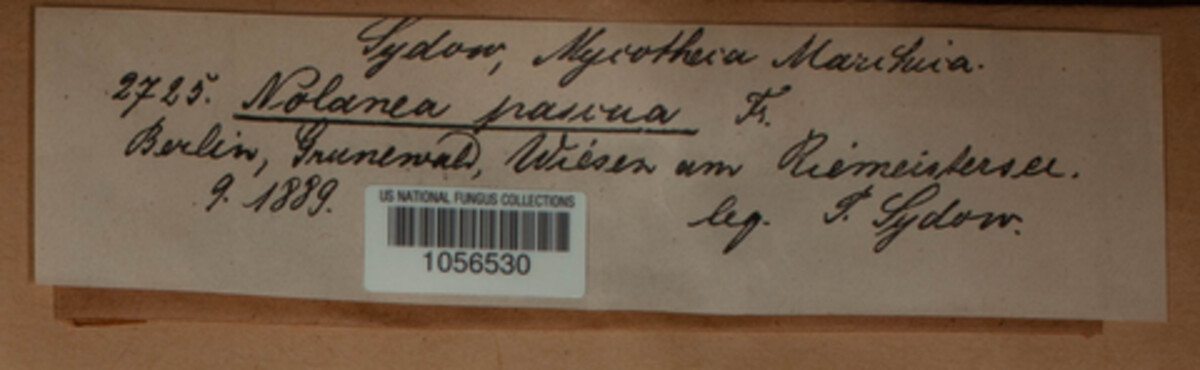 Sydow, Mycotheca Marchica.
2725. Nolanea pascua Fr.
Berlin, Grunewald, Wiesen am Riemeistersee.
9. 1889.
leg. P. Sydow.
US NATIONAL FUNGUS COLLECTIONS
1056530